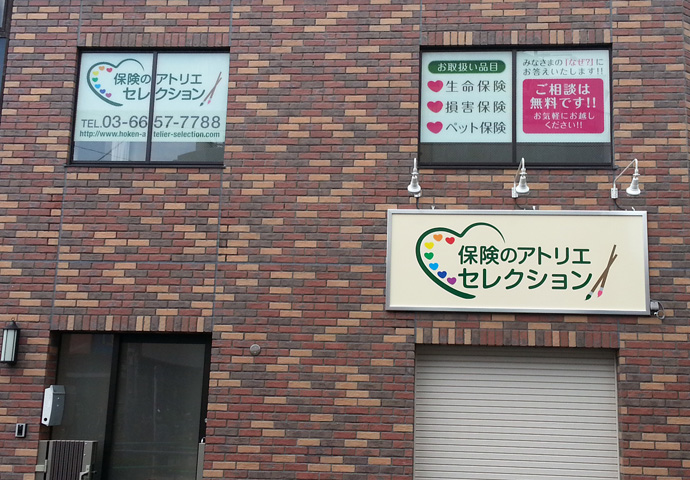 保険のアトリエ
セレクション
TEL.03-6657-7788
http://www.hoken-atelier-selection.com
お取扱い品目
生命保険
損害保険
ペット保険
みなさまの「なぜ?」に
お答えいたします!!
ご相談は
無料です!!
お気軽にお越し
ください!!
保険のアトリエ
セレクション